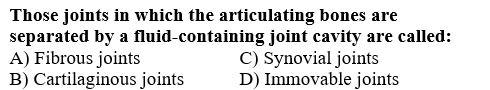 Those joints in which the articulating bones are
separated by a fluid-containing joint cavity are called:
A) Fibrous joints C) Synovial joints
B) Cartilaginous joints D) Immovable joints